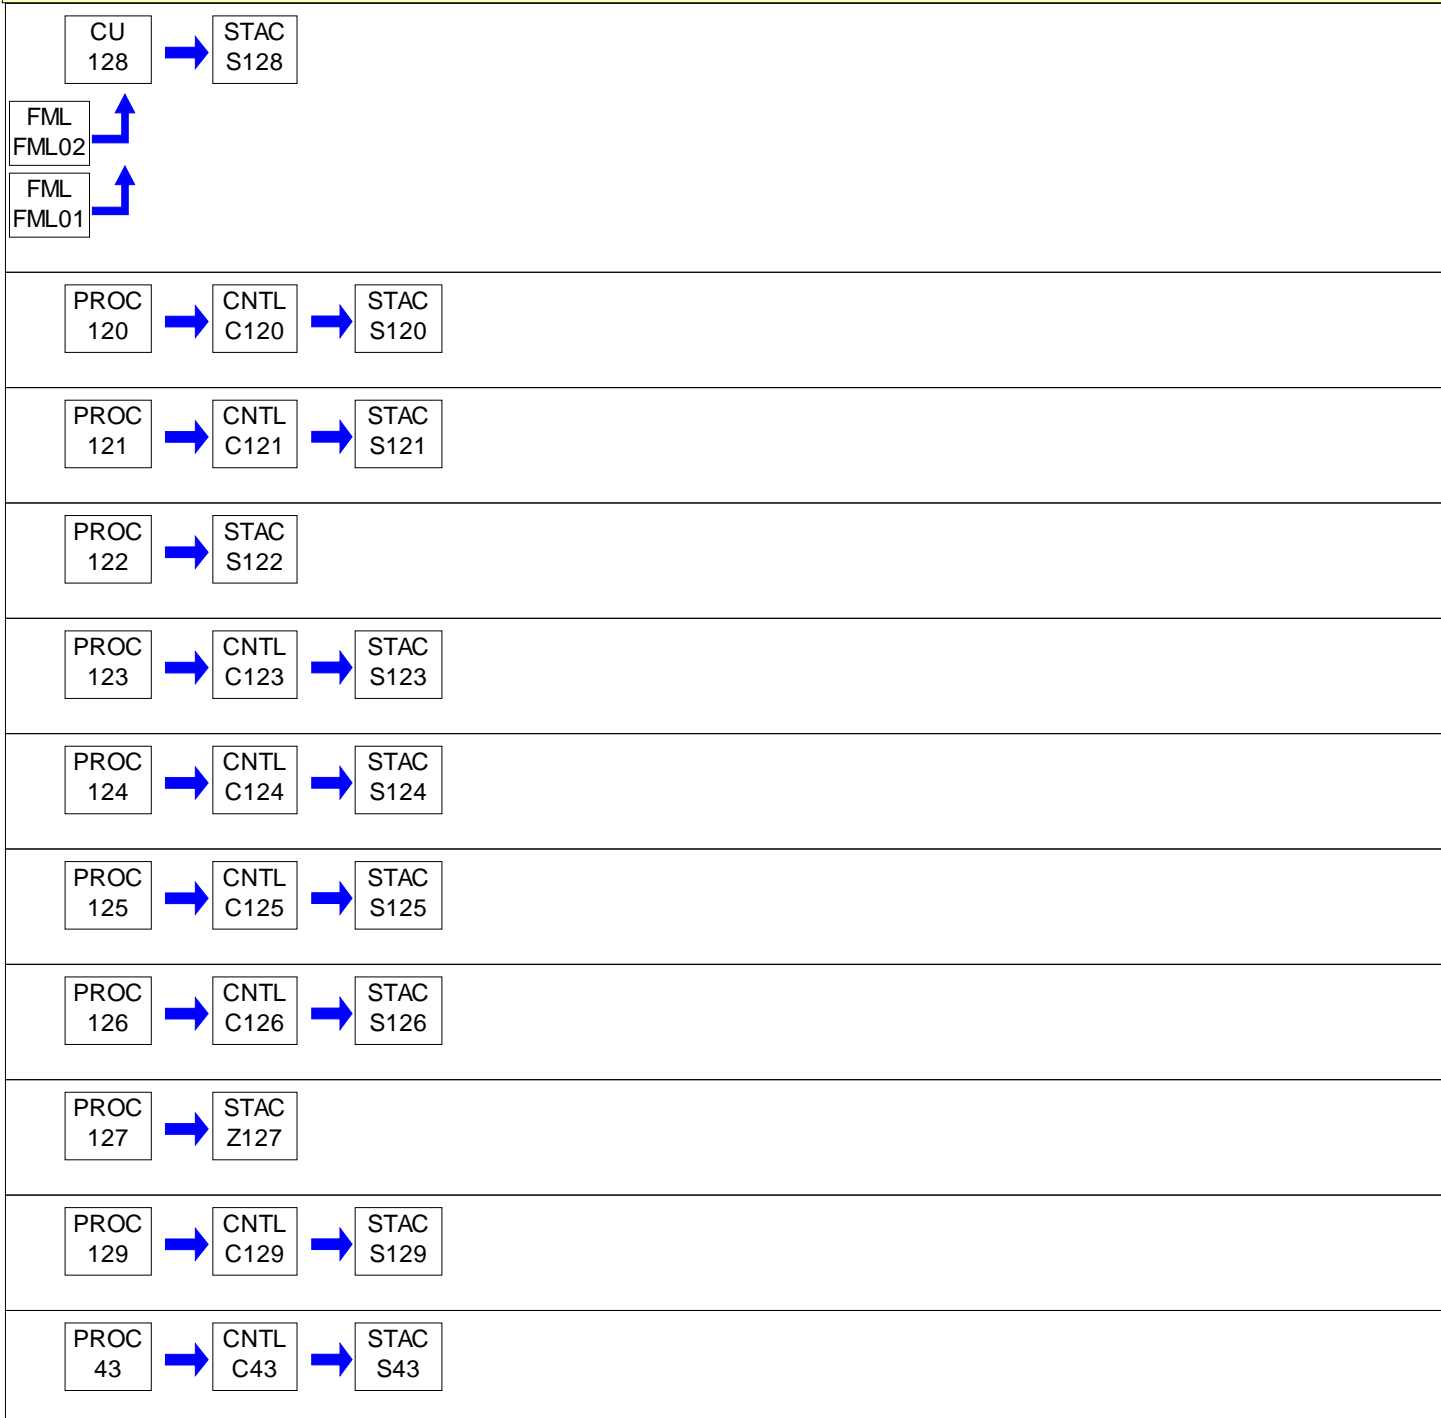 CU STAC
128 S128
FML
FML02
FML
FML01
PROC CNTL STAC
120 C120 S120
PROC CNTL STAC
121 C121 S121
PROC STAC
122 S122
PROC CNTL STAC
123 C123 S123
PROC CNTL STAC
124 C124 S124
PROC CNTL STAC
125 C125 S125
PROC CNTL STAC
126 C126 S126
PROC STAC
127 Z127
PROC CNTL STAC
129 C129 S129
PROC CNTL STAC
43 C43 S43